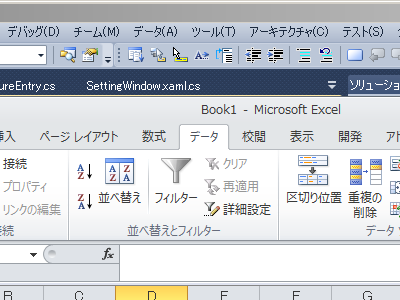 デバッグ(D) チーム(M) データ(A) ツール(T) アーキテクチャ(C) テスト(S)
ureEntry.cs SettingWindow.xaml.cs ソリューショ
Book1 - Microsoft Excel
挿入 ページ レイアウト 数式 データ 校閲 表示 開発
接続
プロパティ
リンクの編集
並べ替え
フィルター
クリア
再適用
詳細設定
区切り位置
重複の
削除
接続 並べ替えとフィルター データ
fx
B C D E F G